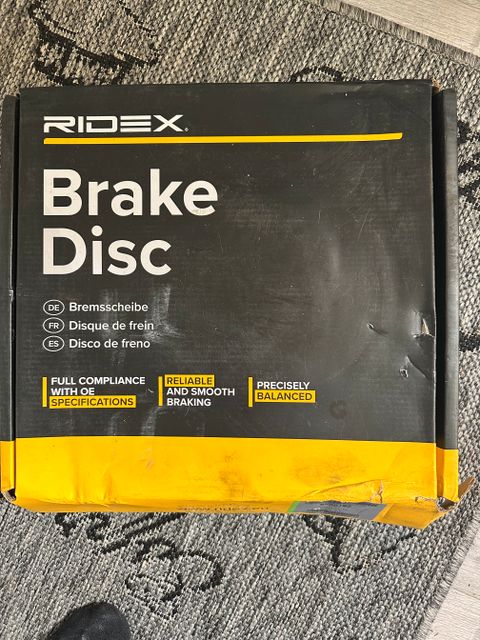 RIDEX
Brake
Disc
DE Bremsscheibe
FR Disque de frein
ES Disco de freno
FULL COMPLIANCE
WITH OE
SPECIFICATIONS
RELIABLE
AND SMOOTH
BRAKING
PRECISELY
BALANCED